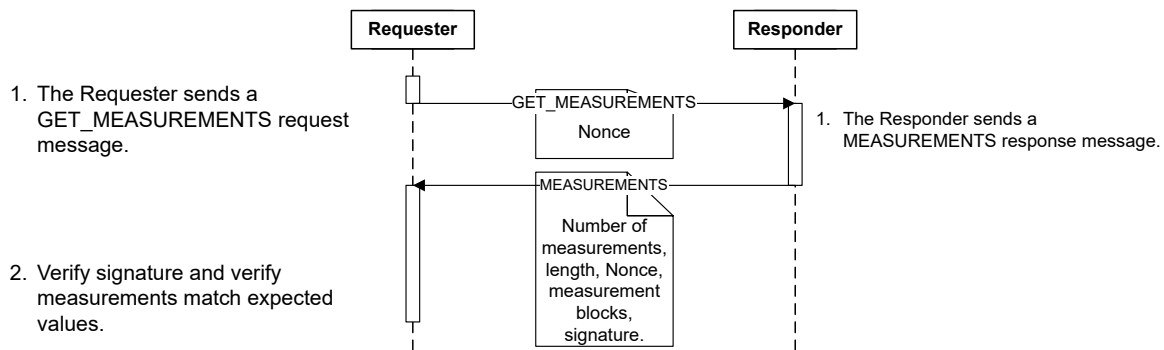 Requester
Responder
1. The Requester sends a
GET_MEASUREMENTS request
message.
GET_MEASUREMENTS
Nonce
1. The Responder sends a
MEASUREMENTS response message.
MEASUREMENTS
Number of
measurements,
length, Nonce,
measurement
blocks,
signature.
2. Verify signature and verify
measurements match expected
values.